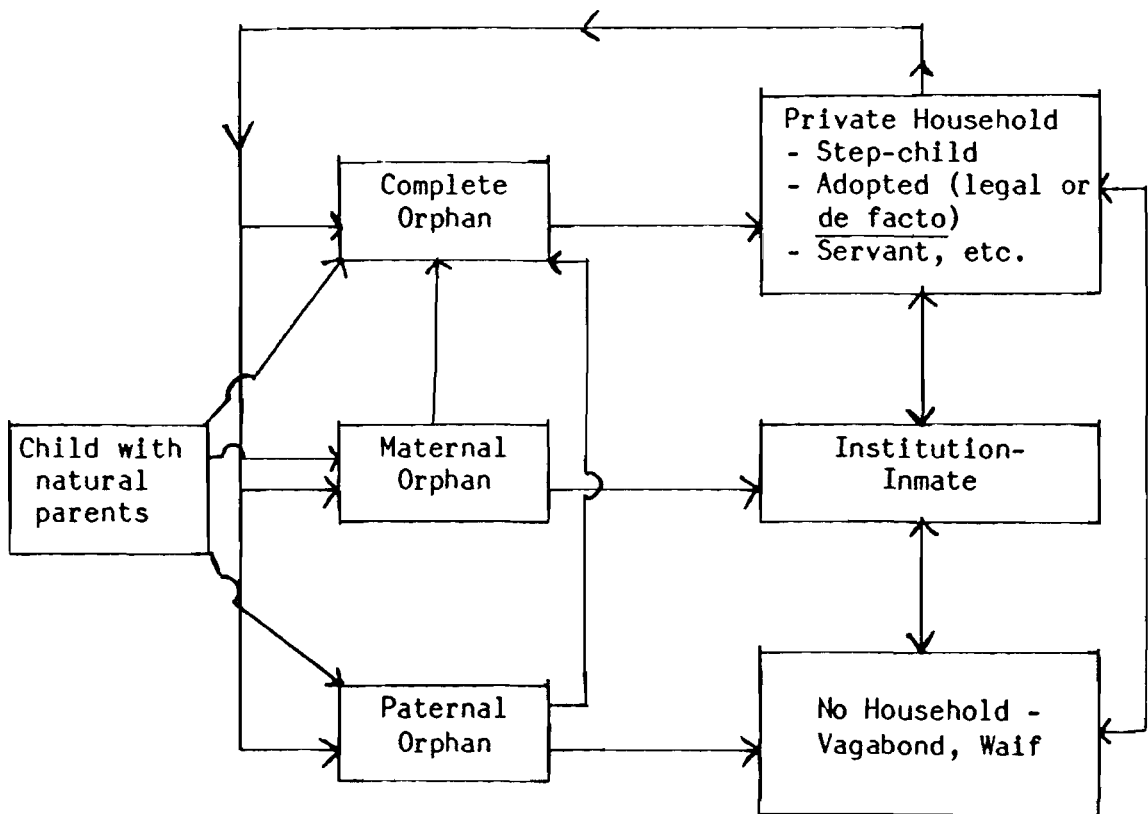 Private Household
- Step-child
- Adopted (legal or
de facto)
- Servant, etc.
Complete
Orphan
Child with
natural
parents
Maternal
Orphan
Institution-
Inmate
Paternal
Orphan
No Household -
Vagabond, Waif